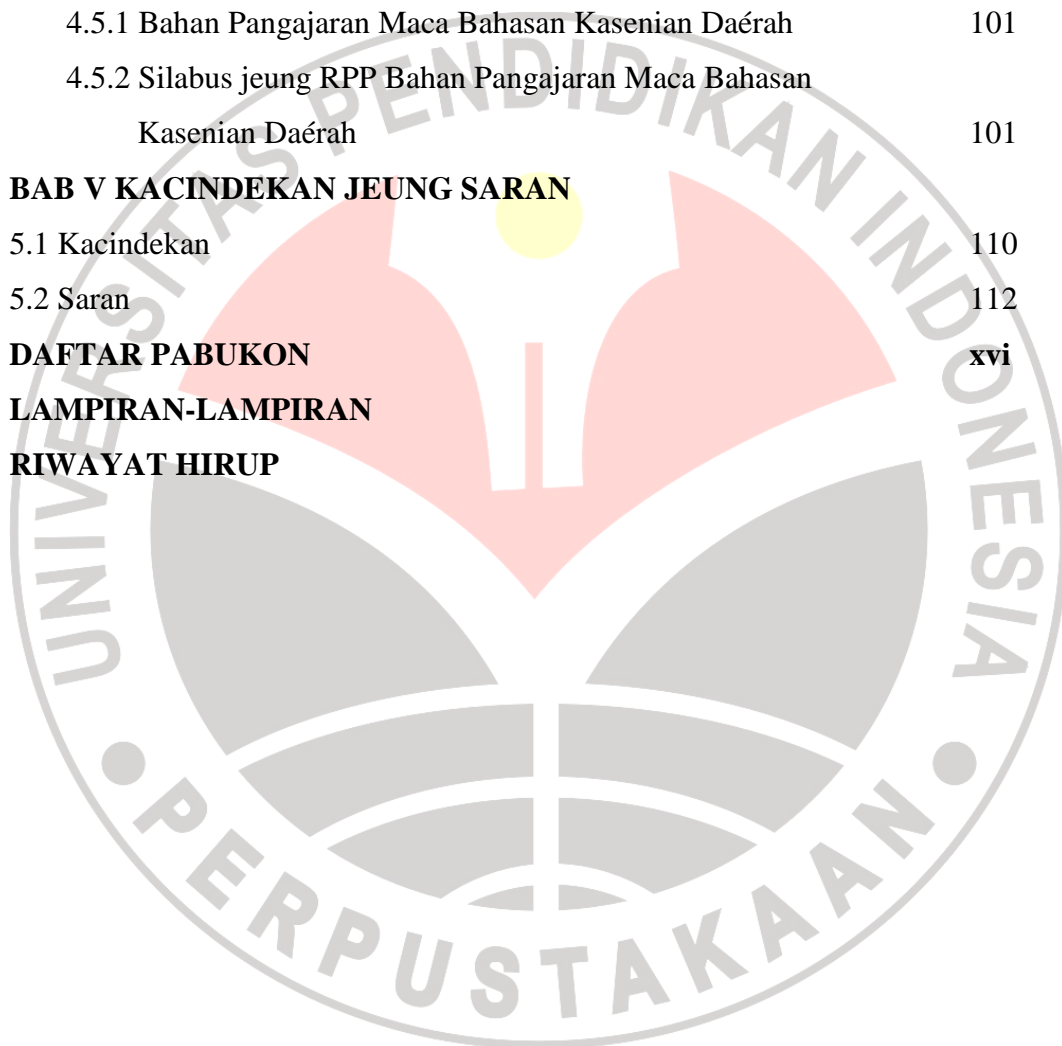 4.5.1 Bahan Pangajaran Maca Bahasan Kasenian Daérah 101
4.5.2 Silabus jeung RPP Bahan Pangajaran Maca Bahasan
Kasenian Daérah 101
BAB V KACINDEKAN JEUNG SARAN
5.1 Kacindekan 110
5.2 Saran 112
DAFTAR PABUKON xvi
LAMPIRAN-LAMPIRAN
RIWAYAT HIRUP
UNIVERSITAS PENDIDIKAN INDONESIA
PERPUSTAKAAN